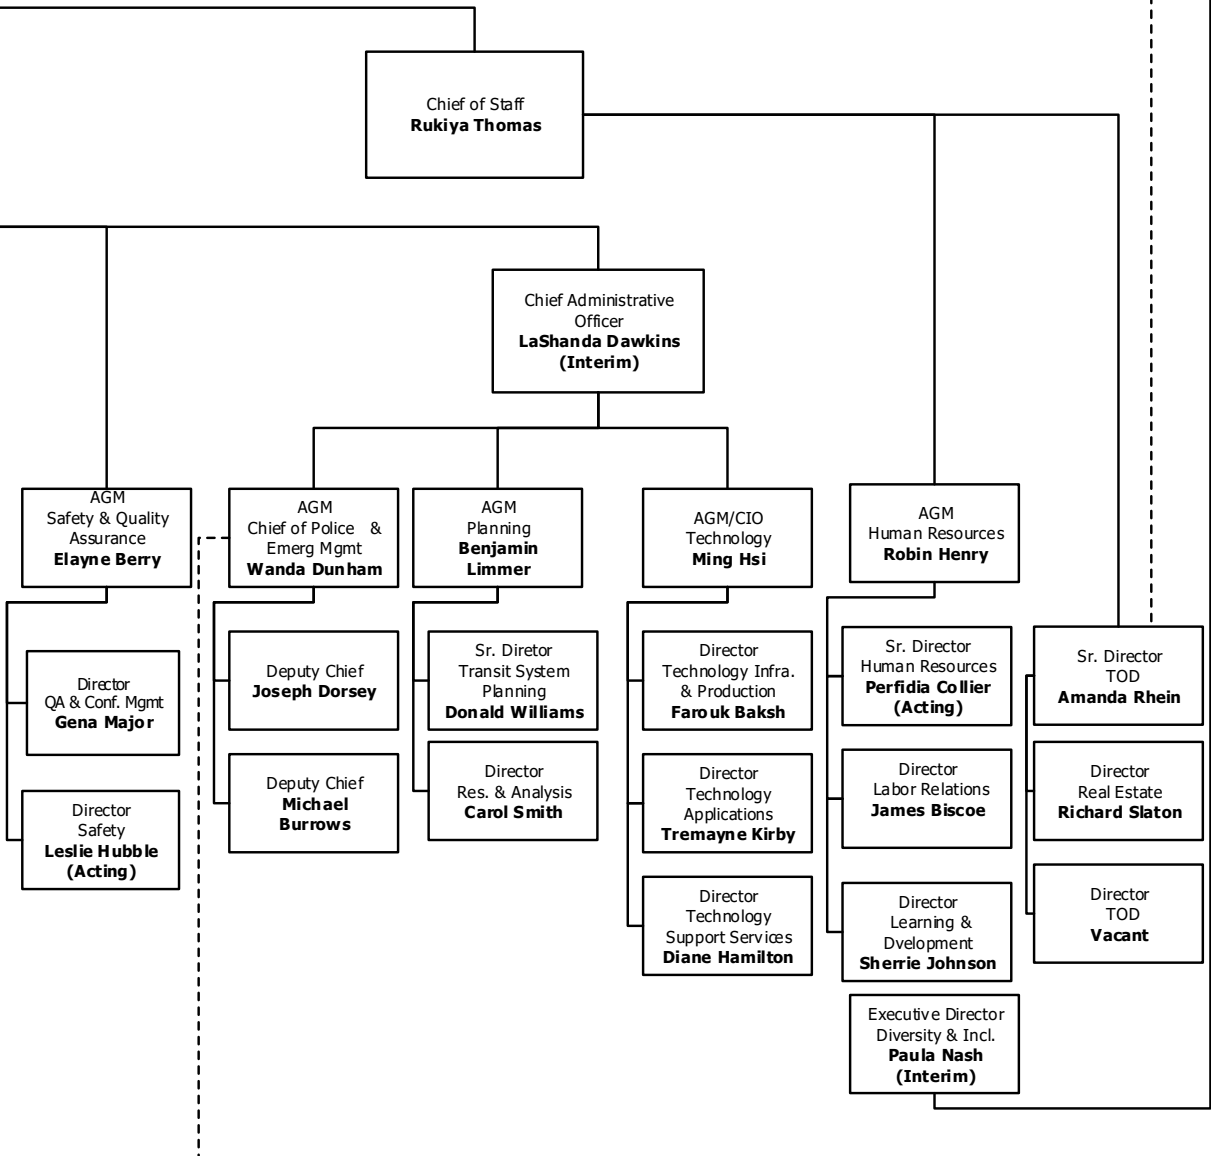 Chief of Staff
Rukiya Thomas
Chief Administrative
Officer
LaShanda Dawkins
(Interim)
AGM
Safety & Quality
Assurance
Elayne Berry
AGM
Chief of Police &
Emerg Mgmt
Wanda Dunham
AGM
Planning
Benjamin
Limmer
AGM/CIO
Technology
Ming Hsi
AGM
Human Resources
Robin Henry
Director
QA & Conf. Mgmt
Gena Major
Director
Safety
Leslie Hubble
(Acting)
Deputy Chief
Joseph Dorsey
Deputy Chief
Michael
Burrows
Sr. Diretor
Transit System
Planning
Donald Williams
Director
Res. & Analysis
Carol Smith
Director
Technology Infra.
& Production
Farouk Baksh
Director
Technology
Applications
Tremayne Kirby
Director
Technology
Support Services
Diane Hamilton
Sr. Director
Human Resources
Perfidia Collier
(Acting)
Director
Labor Relations
James Biscoe
Director
Learning &
Dvelopment
Sherrie Johnson
Executive Director
Diversity & Incl.
Paula Nash
(Interim)
Sr. Director
TOD
Amanda Rhein
Director
Real Estate
Richard Slaton
Director
TOD
Vacant